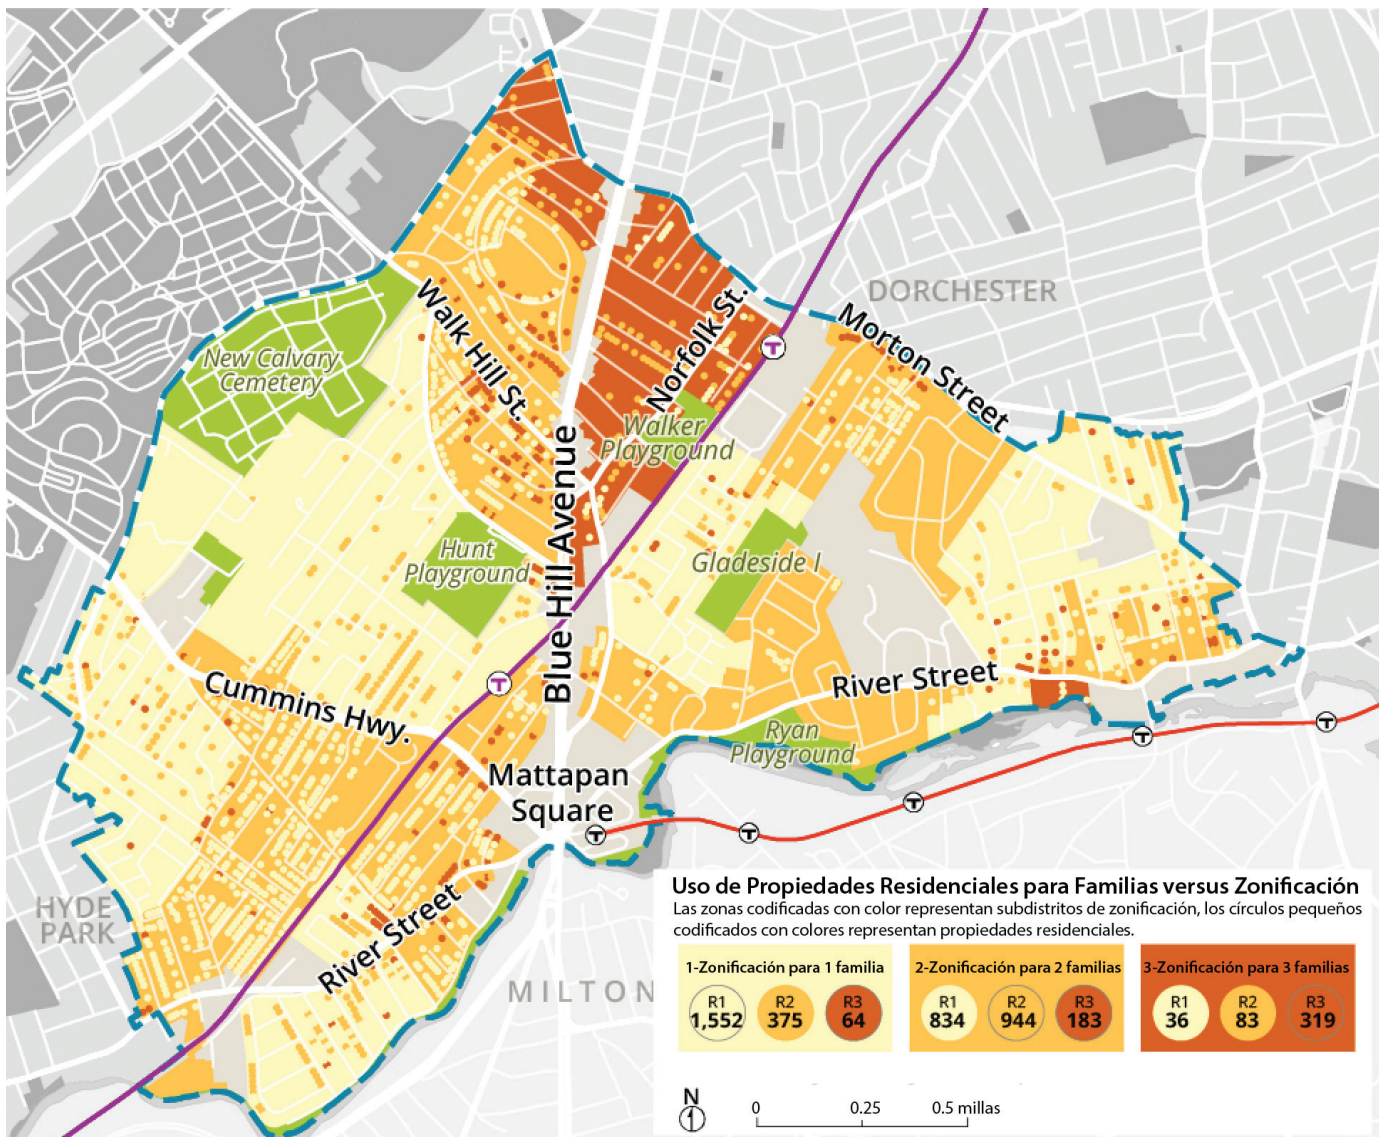 DORCHESTER
Morton Street
Norfolk St.
Walk Hill St.
New Calvary
Cemetery
Walker
Playground
Blue Hill Avenue
Hunt
Playground
Gladeside I
River Street
Cummins Hwy.
Ryan
Playground
Mattapan
Square
T
T
T
T
T
T
T
HYDE
PARK
River Street
MILTON
Uso de Propiedades Residenciales para Familias versus Zonificación
Las zonas codificadas con color representan subdistritos de zonificación, los círculos pequeños
codificados con colores representan propiedades residenciales.
1-Zonificación para 1 familia
R1
1,552
R2
375
R3
64
2-Zonificación para 2 familias
R1
834
R2
944
R3
183
3-Zonificación para 3 familias
R1
36
R2
83
R3
319
N
0 0.25 0.5 millas